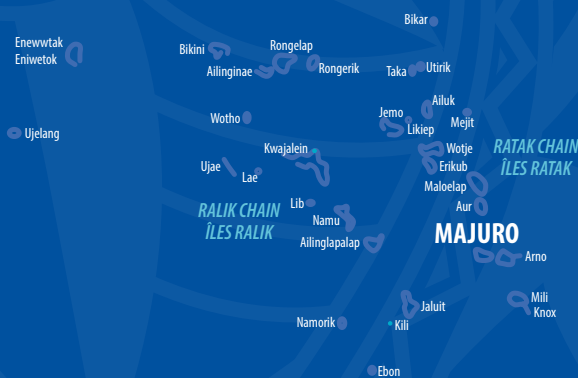 Bikar
Enewwtak
Eniwetok
Bikini
Rongelap
Ailinginae
Rongerik
Taka
Utirik
Ailuk
Jemo
Likiep
Mejit
Wotho
Ujelang
Kwajalein
Wotje
RATAK CHAIN
ÎLES RATAK
Erikub
Ujae
Lae
Maloelap
Lib
Aur
RALIK CHAIN
ÎLES RALIK
Namu
MAJURO
Ailinglapalap
Arno
Mili
Knox
Jaluit
Namorik
Kili
Ebon